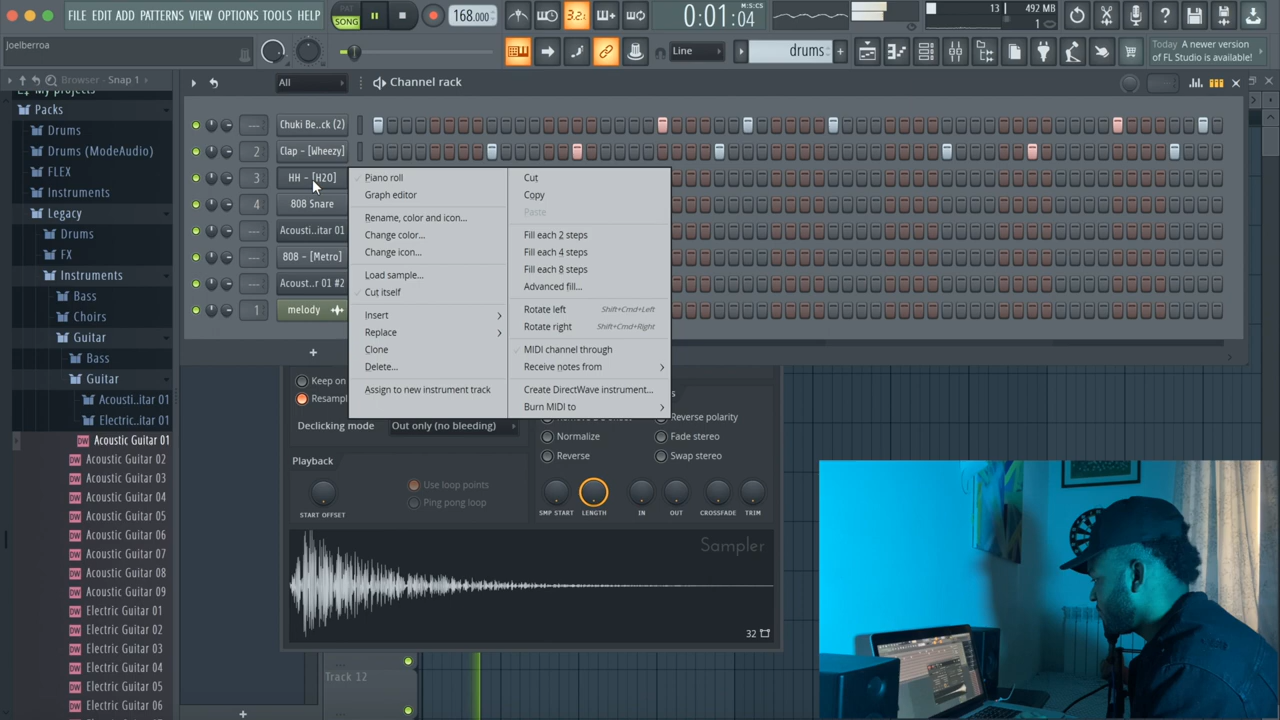 FILE EDIT ADD PATTERNS VIEW OPTIONS TOOLS HELP
PAT
SONG
168.000
3.2.
0:01:04
M:S:CS
13
492 MB
1
Joelberroa
Line
drums
Today
A newer version
of FL Studio is available!
Browser - Snap 1
My projects
Packs
Drums
Drums (ModeAudio)
FLEX
Instruments
Legacy
Drums
FX
Instruments
Bass
Choirs
Guitar
Bass
Guitar
Acousti..itar 01
Electric..itar 01
Acoustic Guitar 01
Acoustic Guitar 02
Acoustic Guitar 03
Acoustic Guitar 04
Acoustic Guitar 05
Acoustic Guitar 06
Acoustic Guitar 07
Acoustic Guitar 08
Acoustic Guitar 09
Electric Guitar 01
Electric Guitar 02
Electric Guitar 03
Electric Guitar 04
Electric Guitar 05
Electric Guitar 06
All
Channel rack
--- Chuki Be..ck (2)
2 Clap - [Wheezy]
3 HH - [H2O]
4 808 Snare
--- Acousti..itar 01
--- 808 - [Metro]
--- Acoust..r 01 #2
1 melody
Piano roll
Graph editor
Rename, color and icon...
Change color...
Change icon...
Load sample...
Cut itself
Insert
Replace
Clone
Delete...
Assign to new instrument track
Cut
Copy
Paste
Fill each 2 steps
Fill each 4 steps
Fill each 8 steps
Advanced fill...
Rotate left Shift+Cmd+Left
Rotate right Shift+Cmd+Right
MIDI channel through
Receive notes from
Create DirectWave instrument...
Burn MIDI to
Keep on
Resampl
Declicking mode Out only (no bleeding)
Playback
Use loop points
Ping pong loop
START OFFSET
Reverse polarity
Normalize
Fade stereo
Reverse
Swap stereo
SMP START LENGTH IN OUT CROSSFADE TRIM
Sampler
32
Track 12